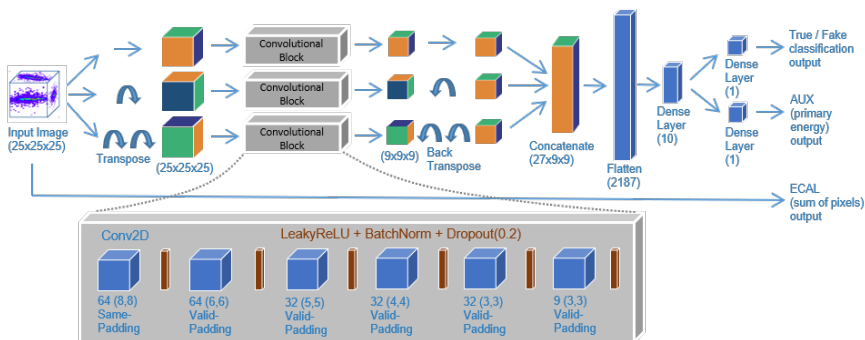 Input Image
(25x25x25)
Transpose
(25x25x25)
Convolutional
Block
Convolutional
Block
Convolutional
Block
(9x9x9)
Back
Transpose
Concatenate
(27x9x9)
Flatten
(2187)
Dense
Layer
(10)
Dense
Layer
(1)
Dense
Layer
(1)
True / Fake
classification
output
AUX
(primary
energy)
output
ECAL
(sum of pixels)
output
Conv2D
LeakyReLU + BatchNorm + Dropout(0.2)
64 (8,8)
Same-
Padding
64 (6,6)
Valid-
Padding
32 (5,5)
Valid-
Padding
32 (4,4)
Valid-
Padding
32 (3,3)
Valid-
Padding
9 (3,3)
Valid-
Padding